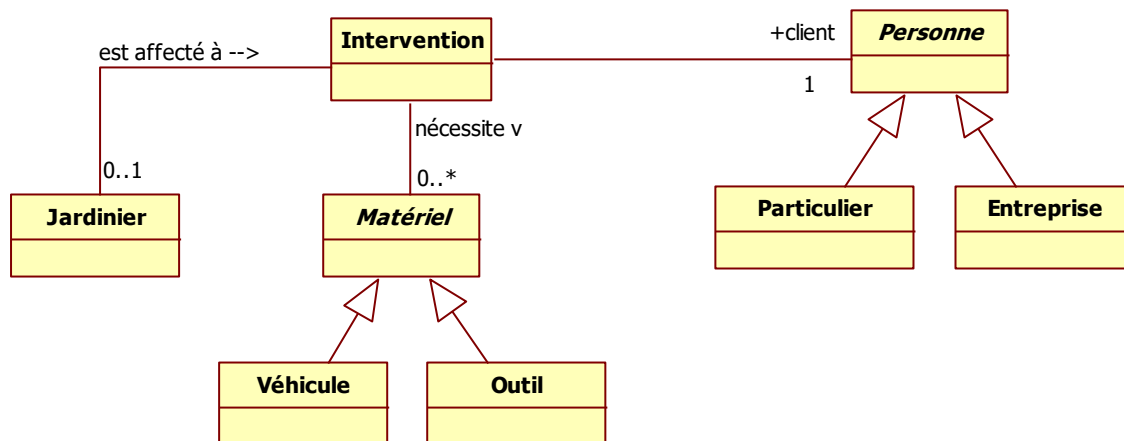 Intervention
Personne
+client
est affecté à -->
1
nécessite v
0..1
0..*
Jardinier
Matériel
Particulier
Entreprise
Véhicule
Outil